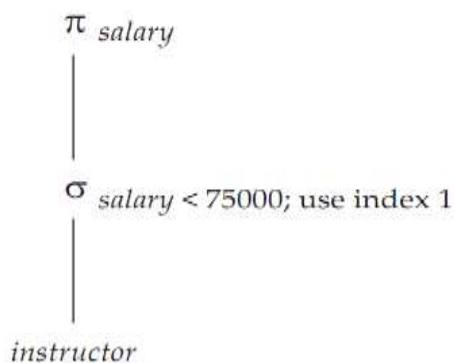 π salary
σ salary < 75000; use index 1
instructor